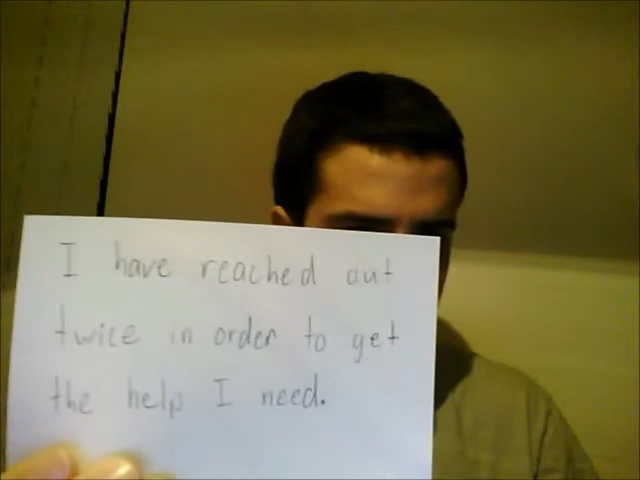 I have reached out
twice in order to get
the help I need.